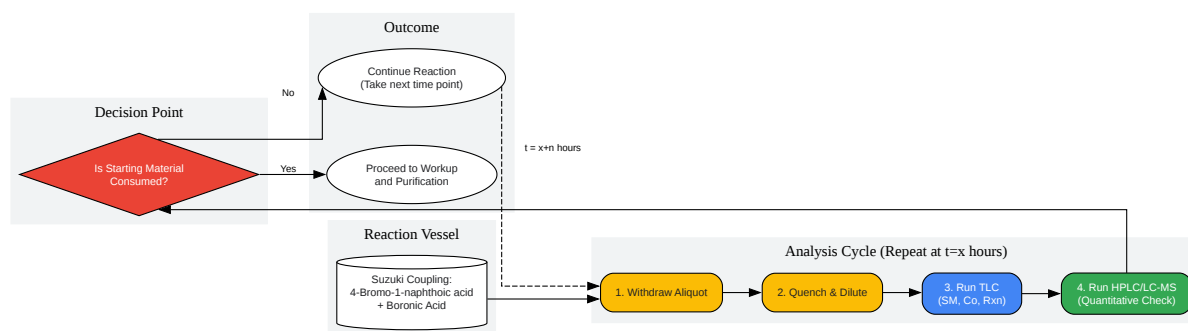 Outcome
Continue Reaction
(Take next time point)
No
Decision Point
Is Starting Material
Consumed?
Yes
Proceed to Workup
and Purification
t = x+n hours
Reaction Vessel
Suzuki Coupling:
4-Bromo-1-naphthoic acid
+ Boronic Acid
Analysis Cycle (Repeat at t=x hours)
1. Withdraw Aliquot
2. Quench & Dilute
3. Run TLC
(SM, Co, Rxn)
4. Run HPLC/LC-MS
(Quantitative Check)